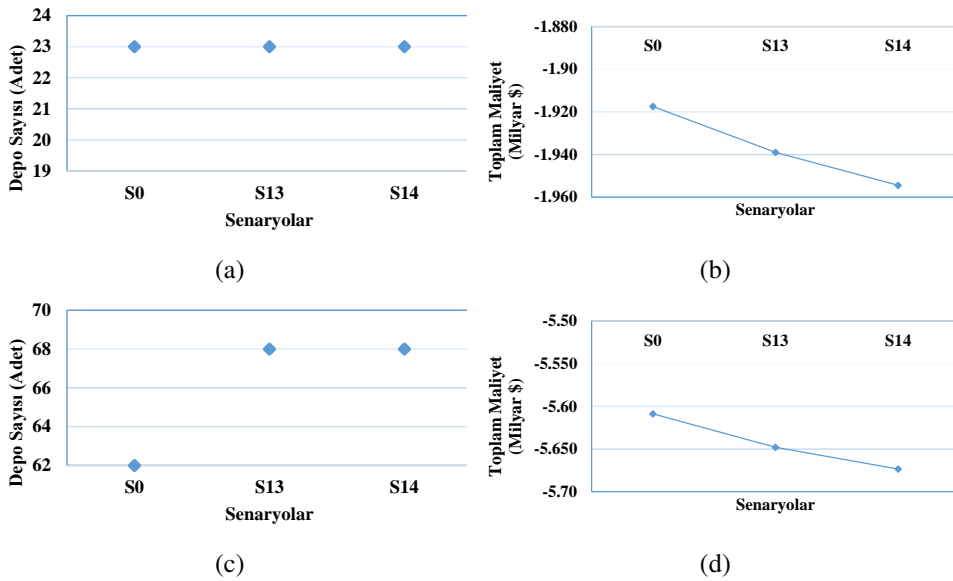 Depo Sayısı (Adet)
24
23
22
21
20
19
S0 S13 S14
Senaryolar
(a)
Toplam Maliyet
(Milyar $)
-1.880
-1.90
-1.920
-1.940
-1.960
S0 S13 S14
Senaryolar
(b)
Depo Sayısı (Adet)
70
68
66
64
62
S0 S13 S14
Senaryolar
(c)
Toplam Maliyet
(Milyar $)
-5.50
-5.550
-5.60
-5.650
-5.70
S0 S13 S14
Senaryolar
(d)